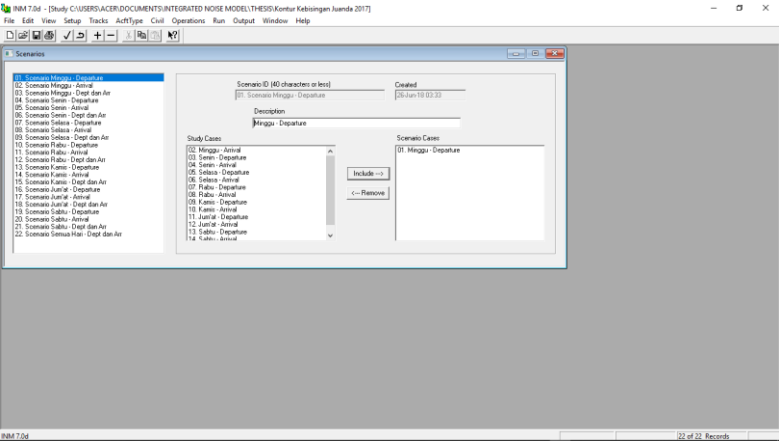 INM 7.0d - [Study C:\USERS\ACER\DOCUMENTS\INTEGRATED NOISE MODEL\THESIS\Kontur Kebisingan Juanda 2017]
File Edit View Setup Tracks AcftType Civil Operations Run Output Window Help
Scenarios
01. Scenario Minggu - Departure
02. Scenario Minggu - Arrival
03. Scenario Minggu - Dept dan Arr
04. Scenario Senin - Departure
05. Scenario Senin - Arrival
06. Scenario Senin - Dept dan Arr
07. Scenario Selasa - Departure
08. Scenario Selasa - Arrival
09. Scenario Selasa - Dept dan Arr
10. Scenario Rabu - Departure
11. Scenario Rabu - Arrival
12. Scenario Rabu - Dept dan Arr
13. Scenario Kamis - Departure
14. Scenario Kamis - Arrival
15. Scenario Kamis - Dept dan Arr
16. Scenario Jum'at - Departure
17. Scenario Jum'at - Arrival
18. Scenario Jum'at - Dept dan Arr
19. Scenario Sabtu - Departure
20. Scenario Sabtu - Arrival
21. Scenario Sabtu - Dept dan Arr
22. Scenario Semua Hari - Dept dan Arr
Scenario ID (40 characters or less)
01. Scenario Minggu - Departure
Created
26-Jun-18 03:33
Description
Minggu - Departure
Study Cases
02. Minggu - Arrival
03. Senin - Departure
04. Senin - Arrival
05. Selasa - Departure
06. Selasa - Arrival
07. Rabu - Departure
08. Rabu - Arrival
09. Kamis - Departure
10. Kamis - Arrival
11. Jum'at - Departure
12. Jum'at - Arrival
13. Sabtu - Departure
14. Sabtu - Arrival
Include -->
<-- Remove
Scenario Cases
01. Minggu - Departure
INM 7.0d
22 of 22 Records